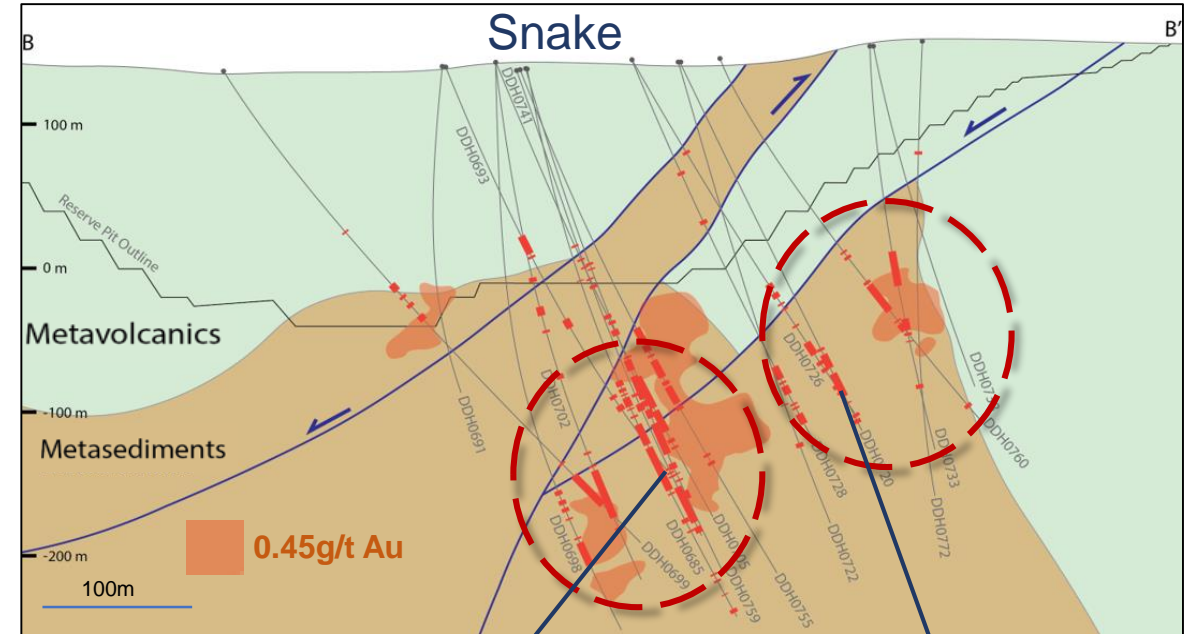 Snake
B
B'
100 m
0 m
-100 m
-200 m
Reserve Pit Outline
Metavolcanics
Metasediments
0.45g/t Au
100m
DDH0693
DDH0741
DDH0691
DDH0702
DDH0698
DDH0699
DDH0685
DDH0759
DDH0755
DDH0726
DDH0728
DDH0722
DDH0733
DDH0772
DDH0760